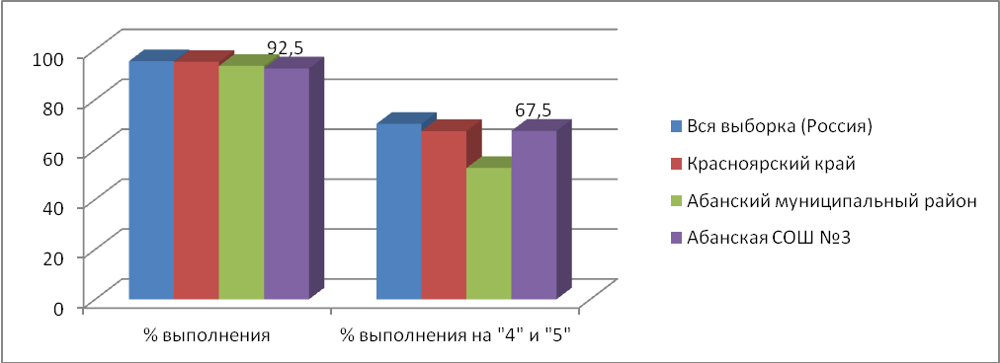 92,5
67,5
100
80
60
40
20
0
% выполнения
% выполнения на "4" и "5"
Вся выборка (Россия)
Красноярский край
Абанский муниципальный район
Абанская СОШ №3